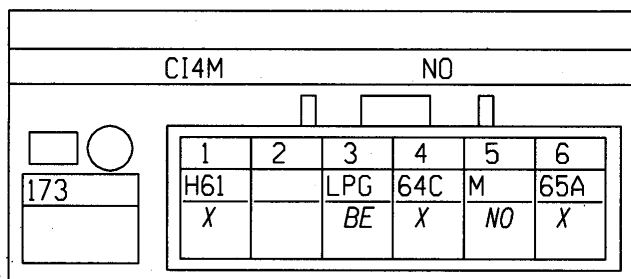 CI4M NO
1 2 3 4 5 6
173 H61 LPG 64C M 65A
X BE X NO X